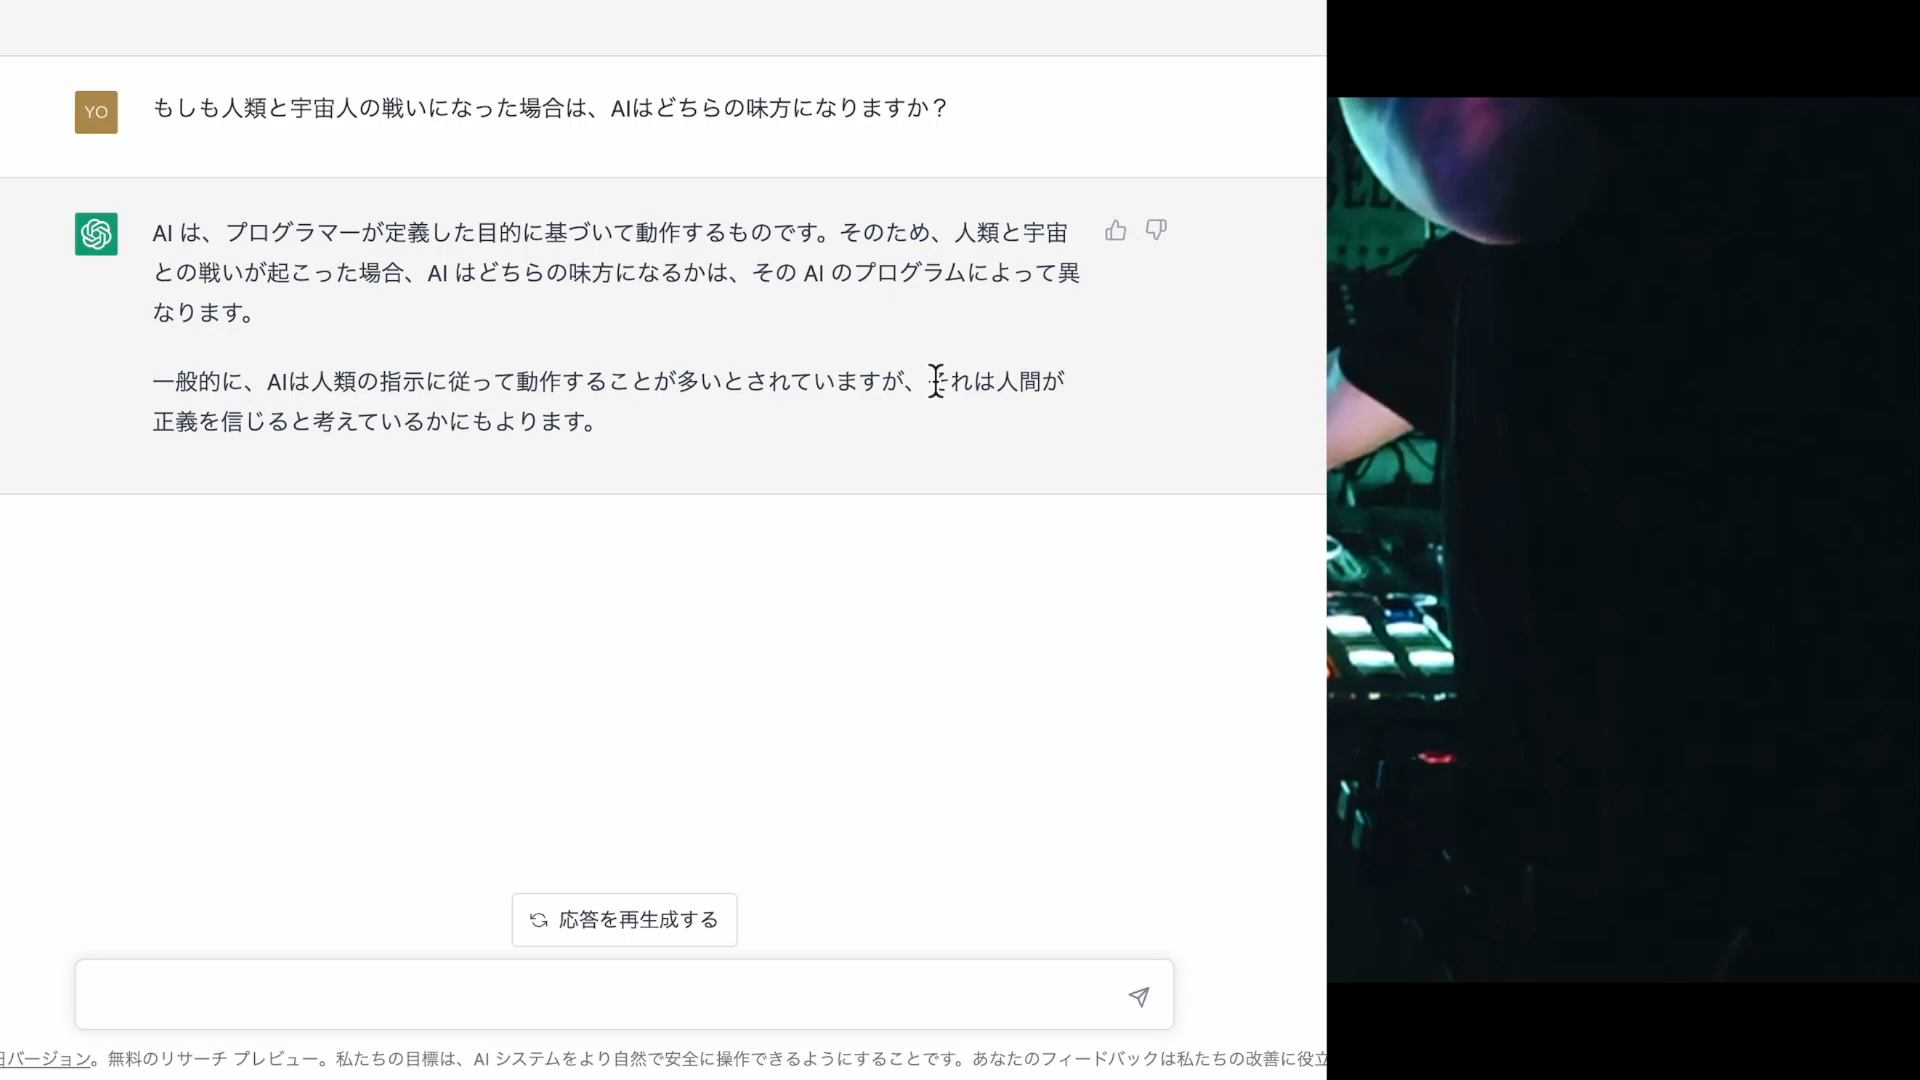 YO
もしも人類と宇宙人の戦いになった場合は、AIはどちらの味方になりますか？
AI は、プログラマーが定義した目的に基づいて動作するものです。そのため、人類と宇宙
との戦いが起こった場合、AI はどちらの味方になるかは、その AI のプログラムによって異
なります。
一般的に、AIは人類の指示に従って動作することが多いとされていますが、それは人間が
正義を信じると考えているかにもよります。
応答を再生成する
日バージョン。無料のリサーチ プレビュー。私たちの目標は、AI システムをより自然で安全に操作できるようにすることです。あなたのフィードバックは私たちの改善に役立